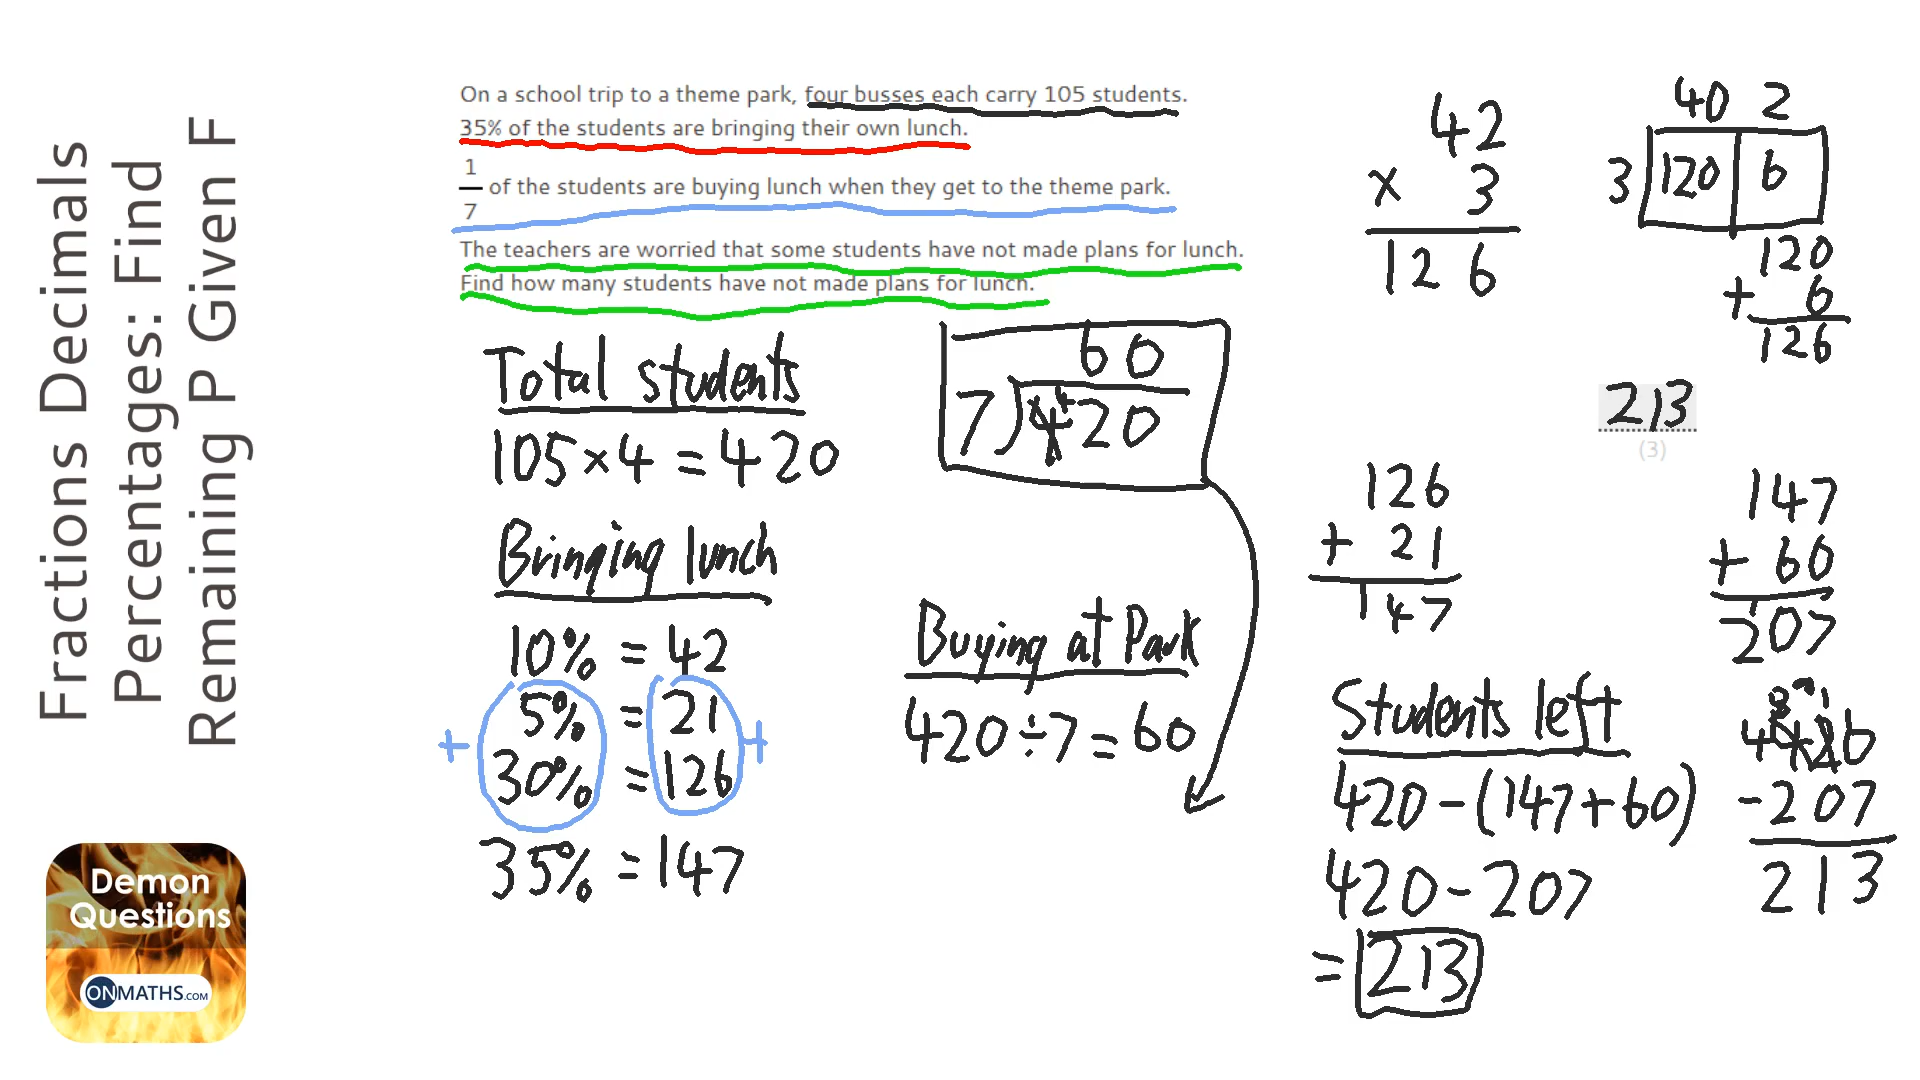 Fractions Decimals
Percentages: Find
Remaining P Given F
On a school trip to a theme park, four busses each carry 105 students.
35% of the students are bringing their own lunch.
1
7
of the students are buying lunch when they get to the theme park.
The teachers are worried that some students have not made plans for lunch.
Find how many students have not made plans for lunch.
Total students
105 × 4 = 420
Bringing lunch
10% = 42
+ 5% = 21 +
30% = 126
35% = 147
60
7 ) 4 4 2 0
Buying at Park
420 ÷ 7 = 60
42
× 3
126
40 2
3 120 6
120
+ 6
126
213
(3)
126
+ 21
147
147
+ 60
1
207
Students left
420 - (147 + 60)
420 - 207
= 213
- 207
213
Demon
Questions
ONMATHS.COM